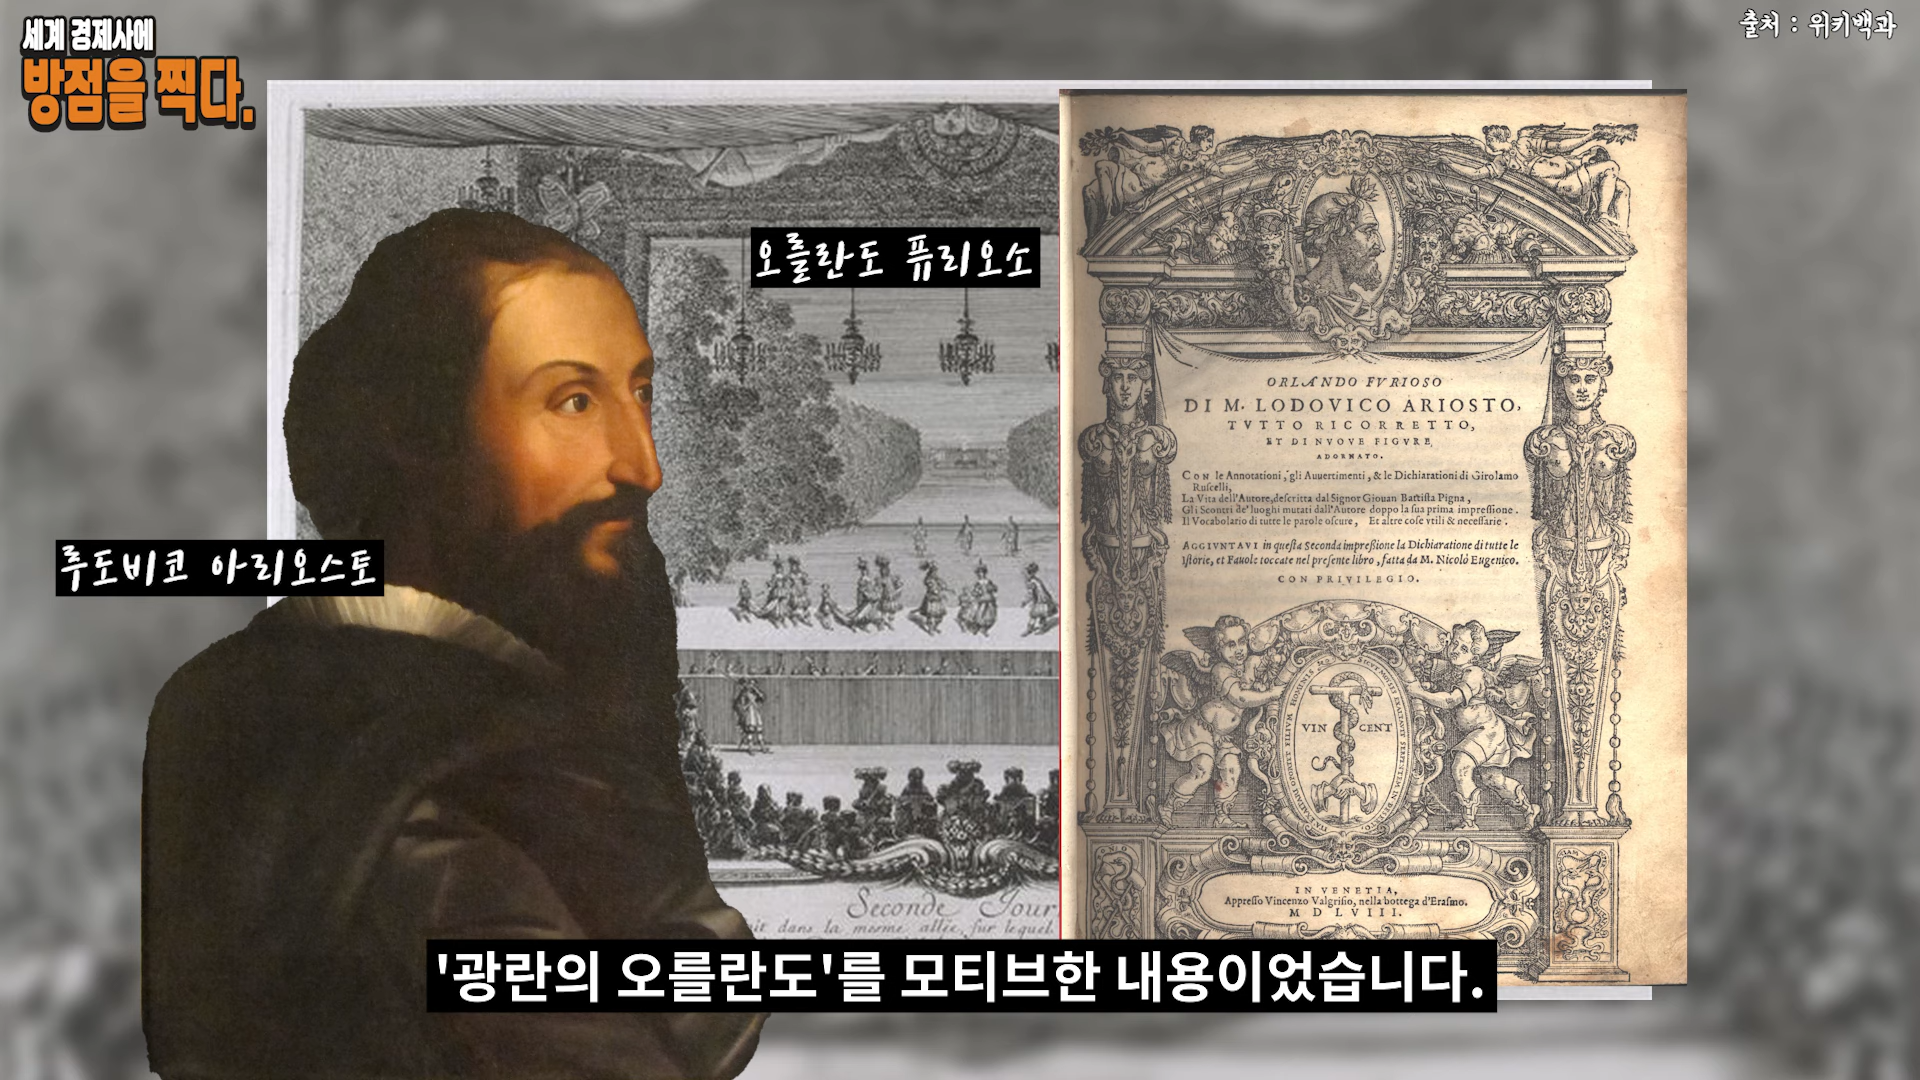 세계 경제사에
방점을 찍다.
출처 : 위키백과
오를란도 퓨리오소
루도비코 아리오스토
ORLANDO FVRIOSO
DI M. LODOVICO ARIOSTO,
TVTTO RICORRETTO,
ET DI NVOVE FIGVRE
ADORNATO.
CON le Annotationi, gli Auuertimenti, & le Dichiarationi di Girolamo
Ruscelli,
La Vita dell'Autore, descritta dal Signor Giouan Battista Pigna,
Gli Scontri de' luoghi mutati dall'Autore doppo la sua prima impressione.
Il Vocabolario di tutte le parole oscure, Et altre cose vtili & necessarie.
AGGIVNTAVI in questa Seconda impreßione la Dichiaratione di tutte le
istorie, et Fauole toccate nel presente libro, fatta da M. Nicolò Eugenico.
CON PRIVILEGIO.
VIN CENT
IN VENETIA,
Appresso Vincenzo Valgrisio, nella bottega d'Erasmo.
M D LVIII.
Seconde Jour
it dans la mesme allée, sur lequel
'광란의 오를란도'를 모티브한 내용이었습니다.